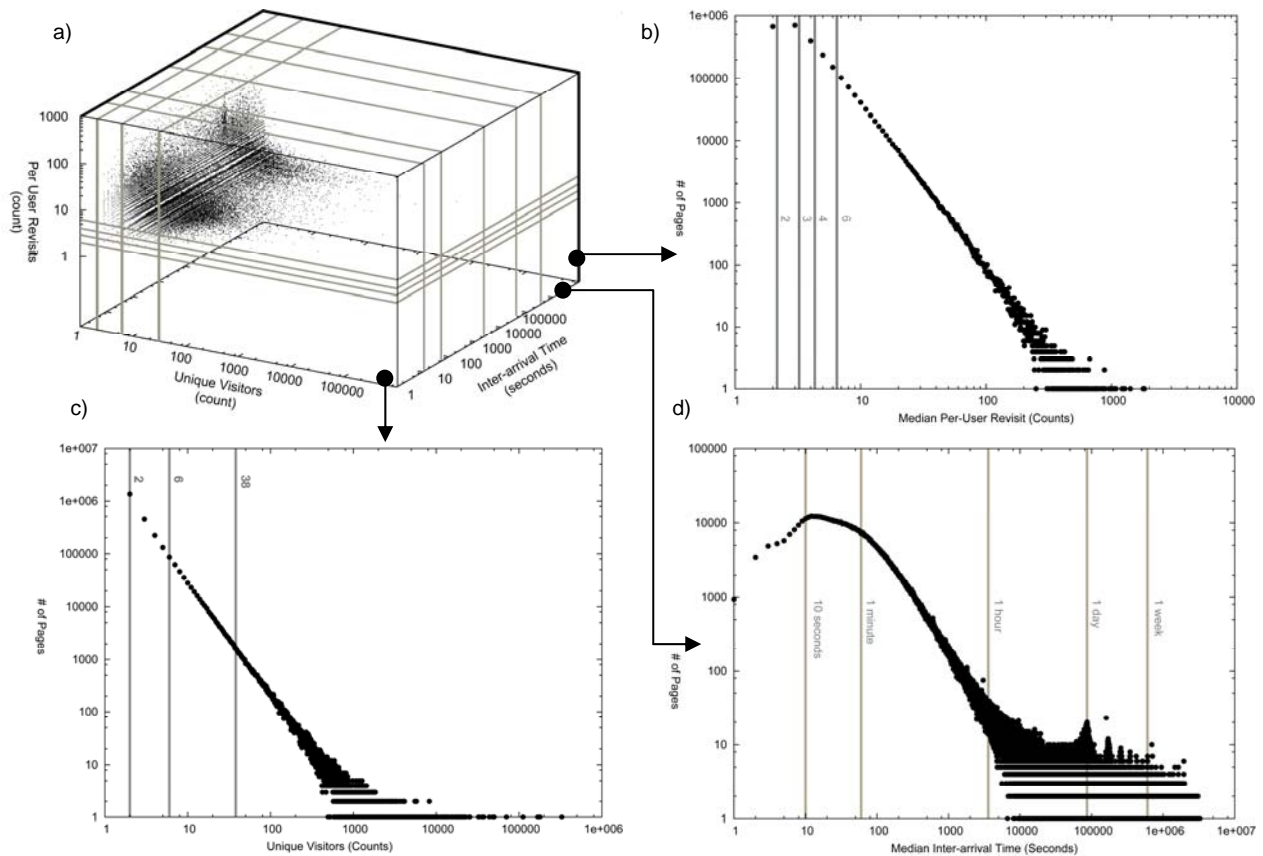 a)
1000
100
10
1
Per User Revisits
(count)
1
10
100
1000
10000
100000
Unique Visitors
(count)
1
10
100
1000
10000
100000
Inter-arrival Time
(seconds)
b)
1e+006
100000
10000
1000
100
10
1
# of Pages
2
3
4
6
1
10
100
1000
10000
Median Per-User Revisit (Counts)
c)
1e+007
1e+006
100000
10000
1000
100
10
1
# of Pages
2
6
38
1
10
100
1000
10000
100000
1e+006
Unique Visitors (Counts)
d)
100000
10000
1000
100
10
1
# of Pages
10 seconds
1 minute
1 hour
1 day
1 week
1
10
100
1000
10000
100000
1e+006
1e+007
Median Inter-arrival Time (Seconds)